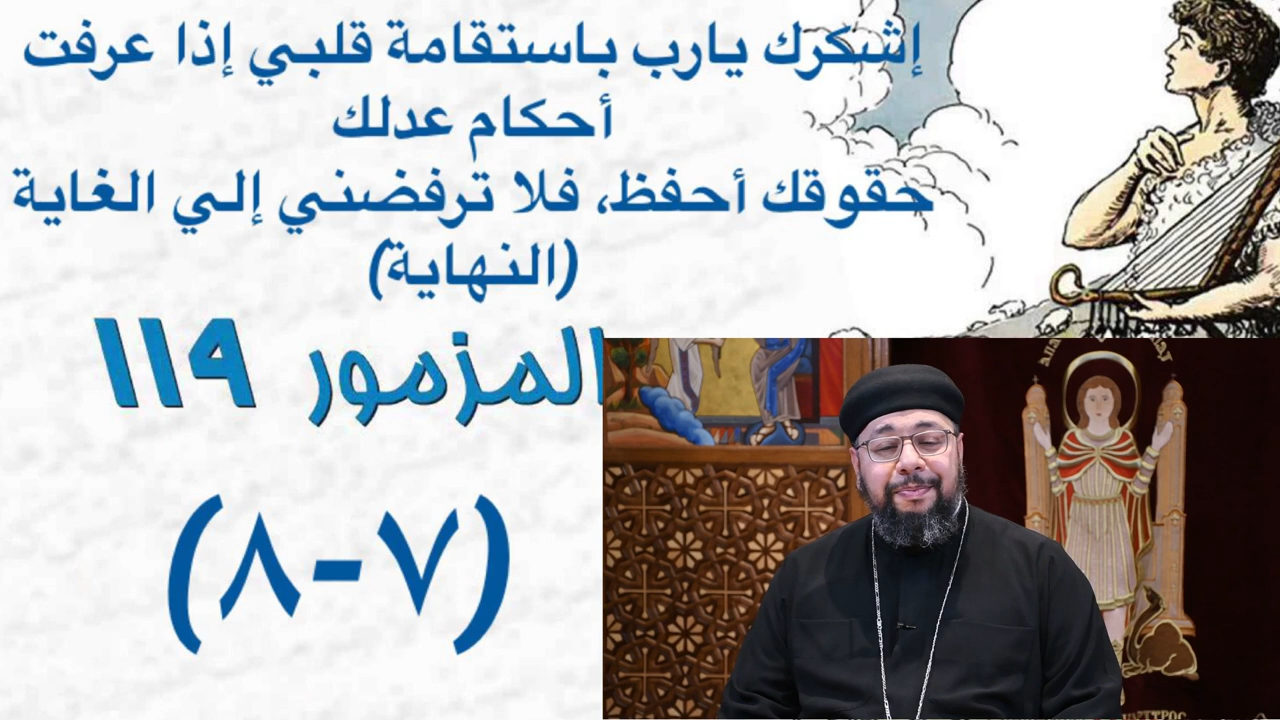 إشكرك يارب باستقامة قلبي إذا عرفت
أحكام عدلك
حقوقك أحفظ، فلا ترفضني إلي الغاية
(النهاية)
المزمور ١١٩
(٧-٨)